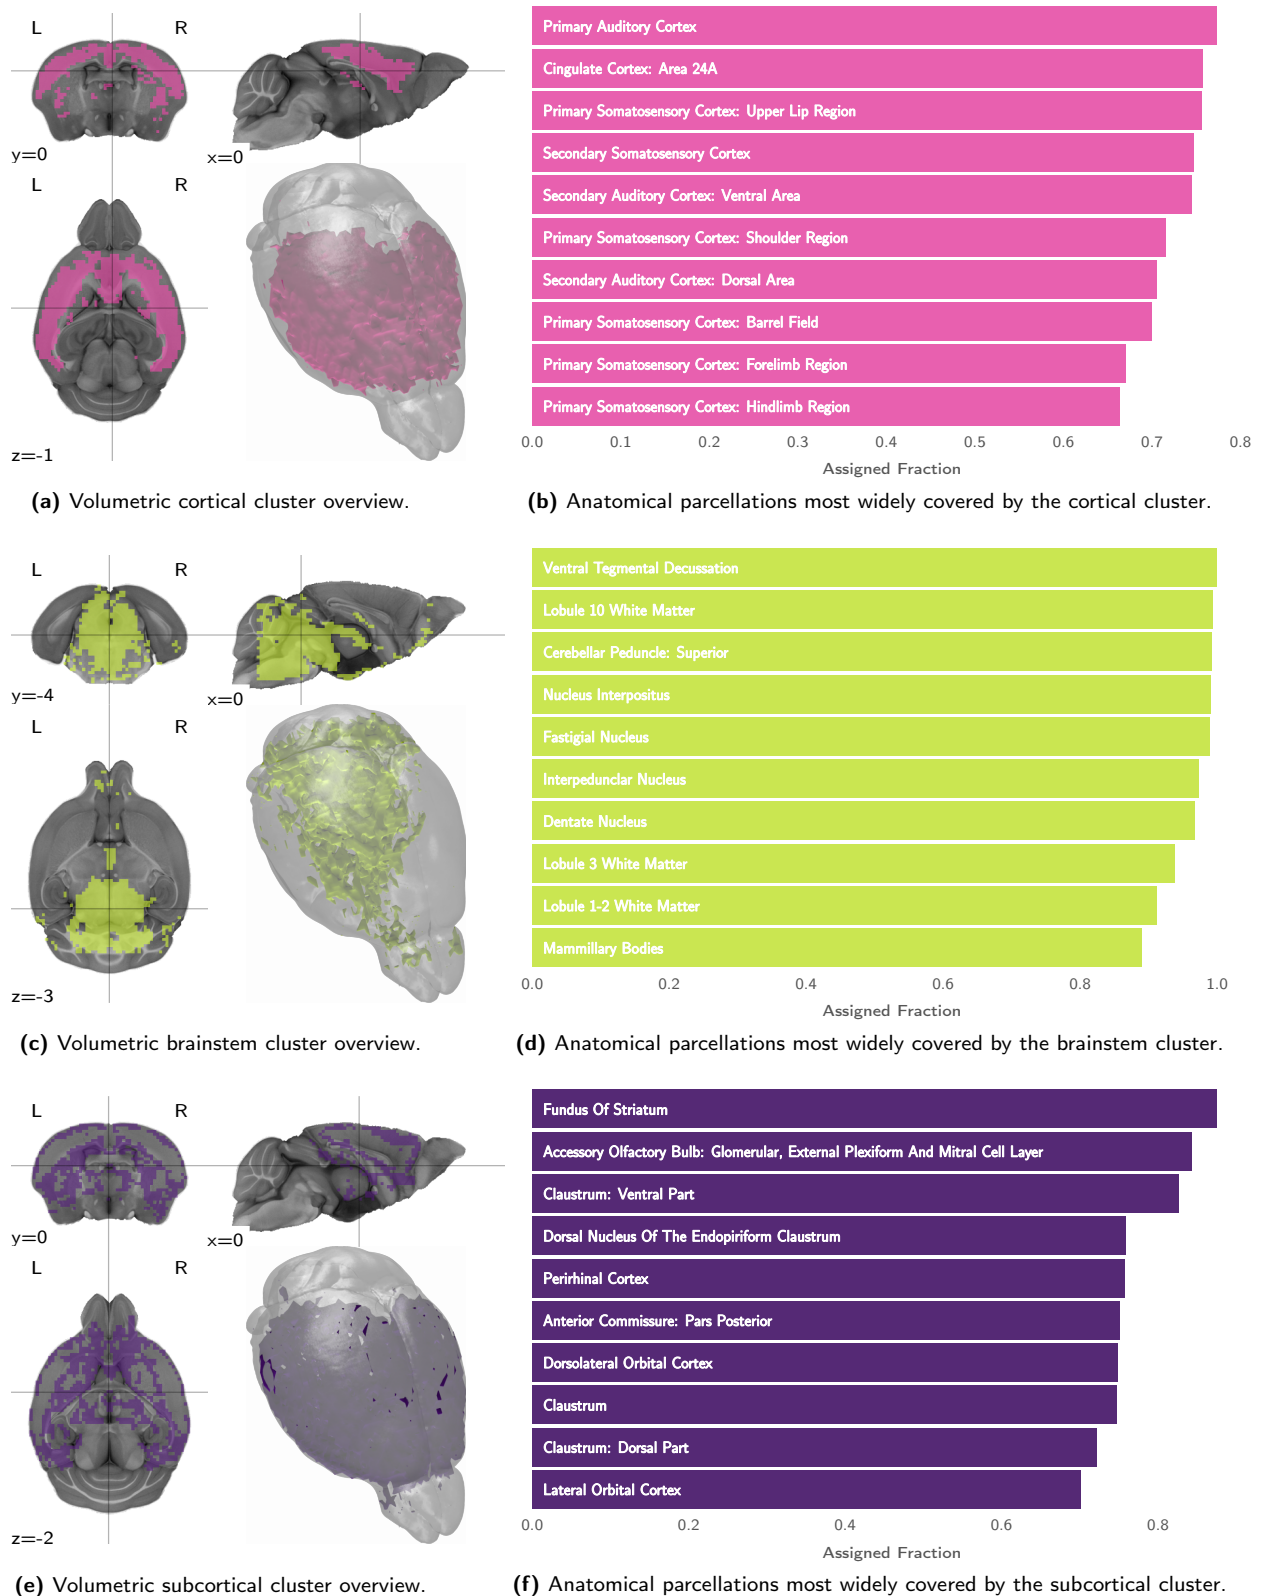 L R
y=0 x=0
L R
z=-1
(a) Volumetric cortical cluster overview.
Primary Auditory Cortex
Cingulate Cortex: Area 24A
Primary Somatosensory Cortex: Upper Lip Region
Secondary Somatosensory Cortex
Secondary Auditory Cortex: Ventral Area
Primary Somatosensory Cortex: Shoulder Region
Secondary Auditory Cortex: Dorsal Area
Primary Somatosensory Cortex: Barrel Field
Primary Somatosensory Cortex: Forelimb Region
Primary Somatosensory Cortex: Hindlimb Region
0.0 0.1 0.2 0.3 0.4 0.5 0.6 0.7 0.8
Assigned Fraction
(b) Anatomical parcellations most widely covered by the cortical cluster.
L R
y=-4 x=0
L R
z=-3
(c) Volumetric brainstem cluster overview.
Ventral Tegmental Decussation
Lobule 10 White Matter
Cerebellar Peduncle: Superior
Nucleus Interpositus
Fastigial Nucleus
Interpedunclar Nucleus
Dentate Nucleus
Lobule 3 White Matter
Lobule 1-2 White Matter
Mammillary Bodies
0.0 0.2 0.4 0.6 0.8 1.0
Assigned Fraction
(d) Anatomical parcellations most widely covered by the brainstem cluster.
L R
y=0 x=0
L R
z=-2
(e) Volumetric subcortical cluster overview.
Fundus Of Striatum
Accessory Olfactory Bulb: Glomerular, External Plexiform And Mitral Cell Layer
Claustrum: Ventral Part
Dorsal Nucleus Of The Endopiriform Claustrum
Perirhinal Cortex
Anterior Commissure: Pars Posterior
Dorsolateral Orbital Cortex
Claustrum
Claustrum: Dorsal Part
Lateral Orbital Cortex
0.0 0.2 0.4 0.6 0.8
Assigned Fraction
(f) Anatomical parcellations most widely covered by the subcortical cluster.